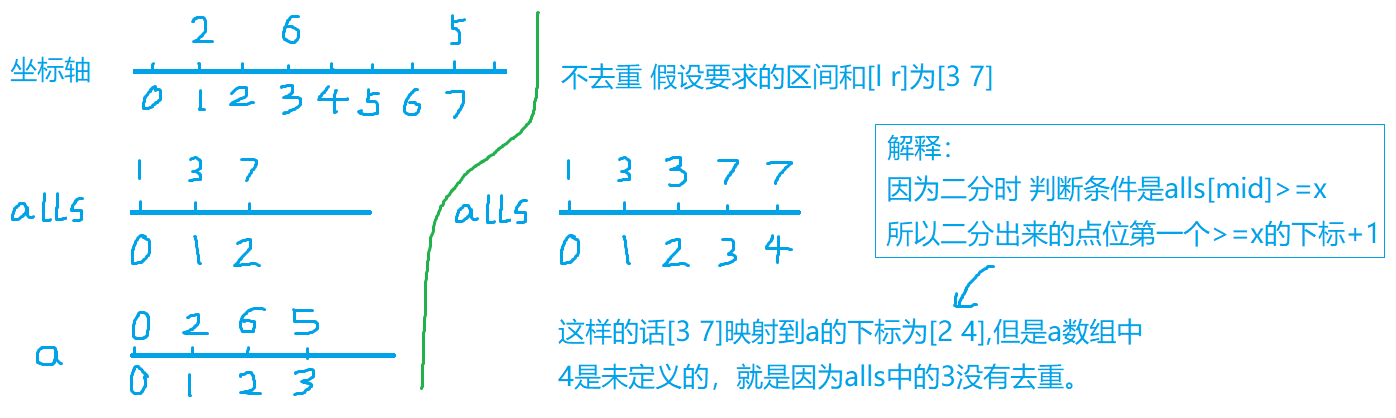 2 6 5
坐标轴
0 1 2 3 4 5 6 7
1 3 7
alls
0 1 2
0 2 6 5
a
0 1 2 3
不去重 假设要求的区间和[l r]为[3 7]
1 3 3 7 7
alls
0 1 2 3 4
解释：
因为二分时 判断条件是alls[mid]>=x
所以二分出来的点位第一个>=x的下标+1
这样的话[3 7]映射到a的下标为[2 4],但是a数组中
4是未定义的，就是因为alls中的3没有去重。